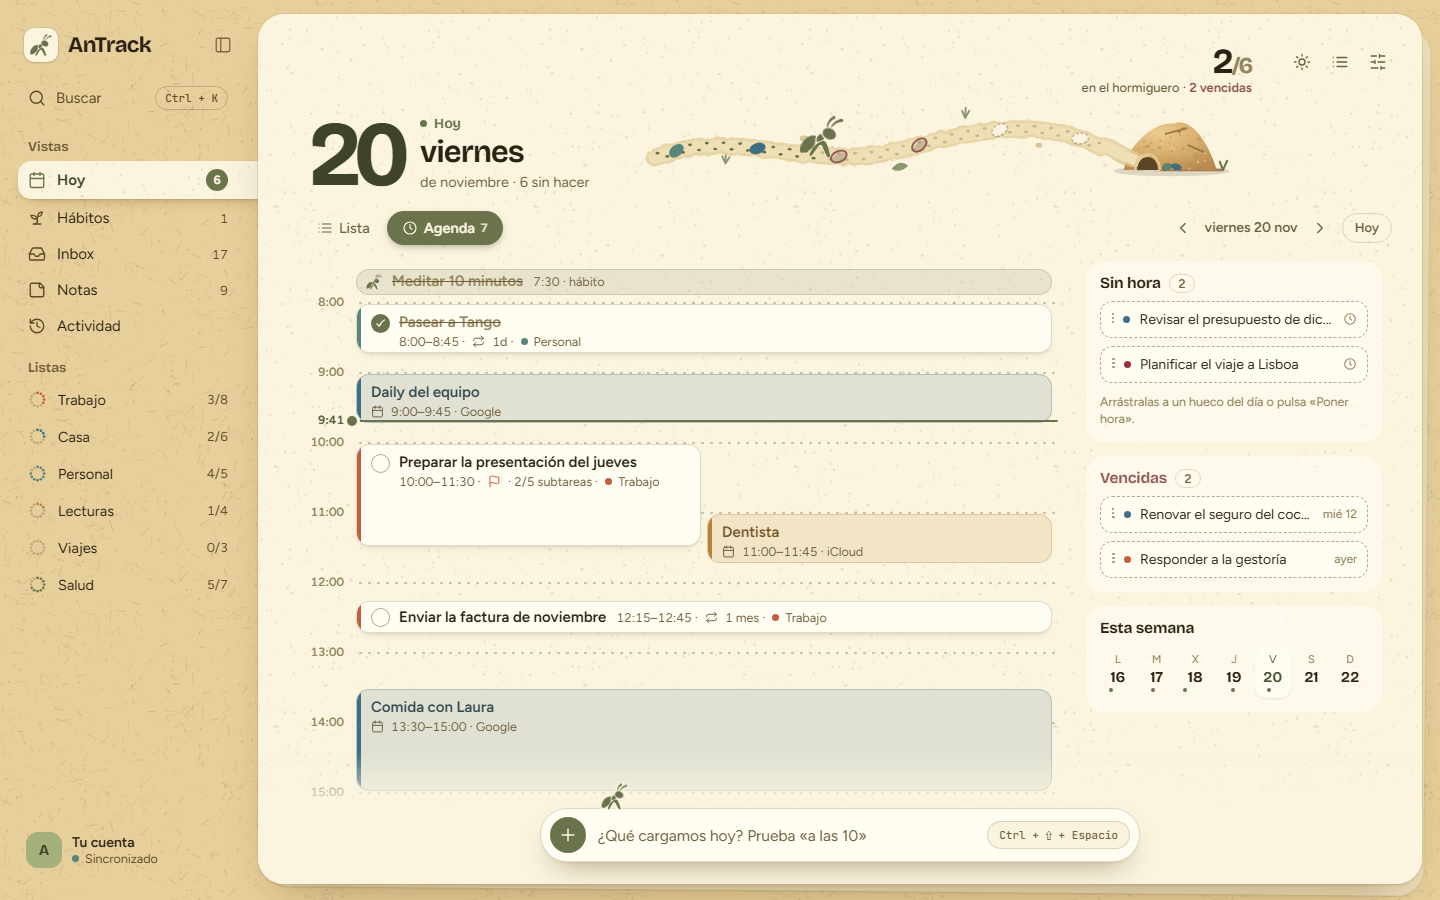 AnTrack
Buscar
Ctrl + K
Vistas
Hoy 6
Hábitos 1
Inbox 17
Notas 9
Actividad
Listas
Trabajo 3/8
Casa 2/6
Personal 4/5
Lecturas 1/4
Viajes 0/3
Salud 5/7
A
Tu cuenta
Sincronizado
2/6
en el hormiguero · 2 vencidas
20
Hoy
viernes
de noviembre · 6 sin hacer
Lista
Agenda 7
viernes 20 nov
Hoy
Meditar 10 minutos 7:30 · hábito
8:00
Pasear a Tango
8:00–8:45 · 1d · Personal
9:00
Daily del equipo
9:00–9:45 · Google
9:41
10:00
Preparar la presentación del jueves
10:00–11:30 · · 2/5 subtareas · Trabajo
11:00
Dentista
11:00–11:45 · iCloud
12:00
Enviar la factura de noviembre 12:15–12:45 · 1 mes · Trabajo
13:00
Comida con Laura
13:30–15:00 · Google
14:00
15:00
Sin hora 2
Revisar el presupuesto de dic...
Planificar el viaje a Lisboa
Arrástralas a un hueco del día o pulsa «Poner
hora».
Vencidas 2
Renovar el seguro del coc... mié 12
Responder a la gestoría ayer
Esta semana
L M X J V S D
16 17 18 19 20 21 22
¿Qué cargamos hoy? Prueba «a las 10»
Ctrl + ⇧ + Espacio